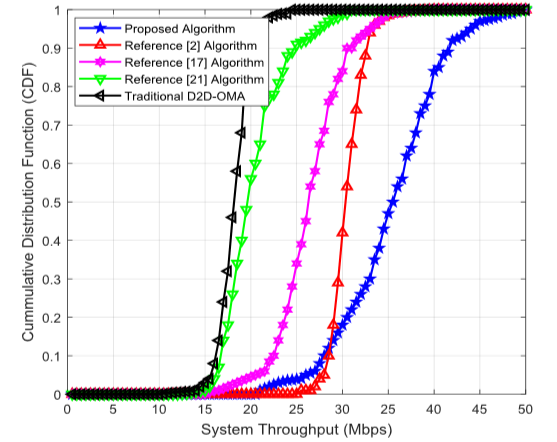 Proposed Algorithm
Reference [2] Algorithm
Reference [17] Algorithm
Reference [21] Algorithm
Traditional D2D-OMA
Cummulative Distribution Function (CDF)
1
0.9
0.8
0.7
0.6
0.5
0.4
0.3
0.2
0.1
0
0 5 10 15 20 25 30 35 40 45 50
System Throughput (Mbps)